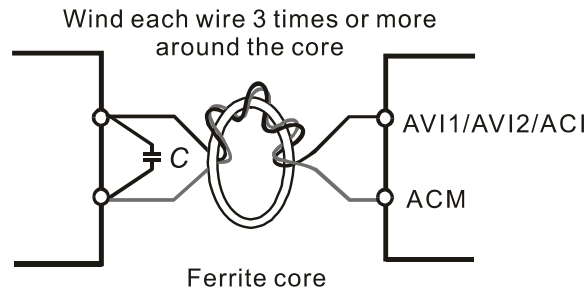 Wind each wire 3 times or more
around the core
AVI1/AVI2/ACI
C
ACM
Ferrite core